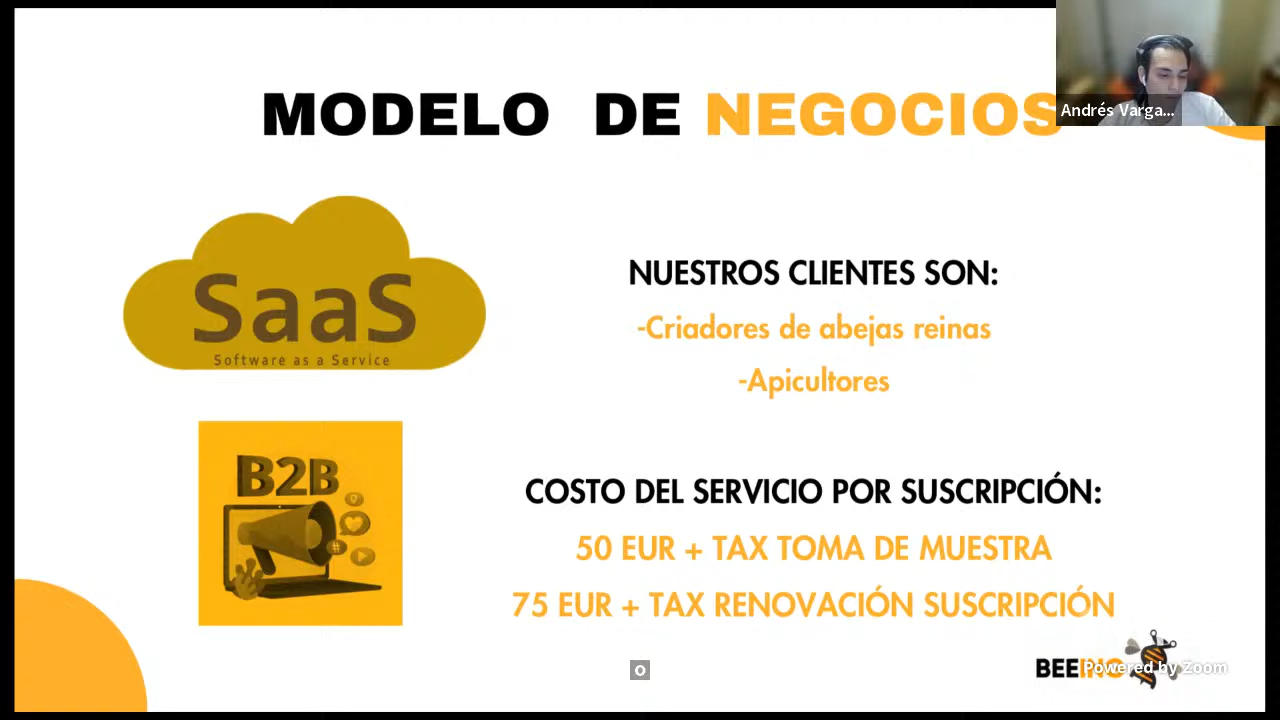 MODELO DE NEGOCIOS
Andrés Varga...
SaaS
Software as a Service
NUESTROS CLIENTES SON:
-Criadores de abejas reinas
-Apicultores
B2B
COSTO DEL SERVICIO POR SUSCRIPCIÓN:
50 EUR + TAX TOMA DE MUESTRA
75 EUR + TAX RENOVACIÓN SUSCRIPCIÓN
Powered by Zoom